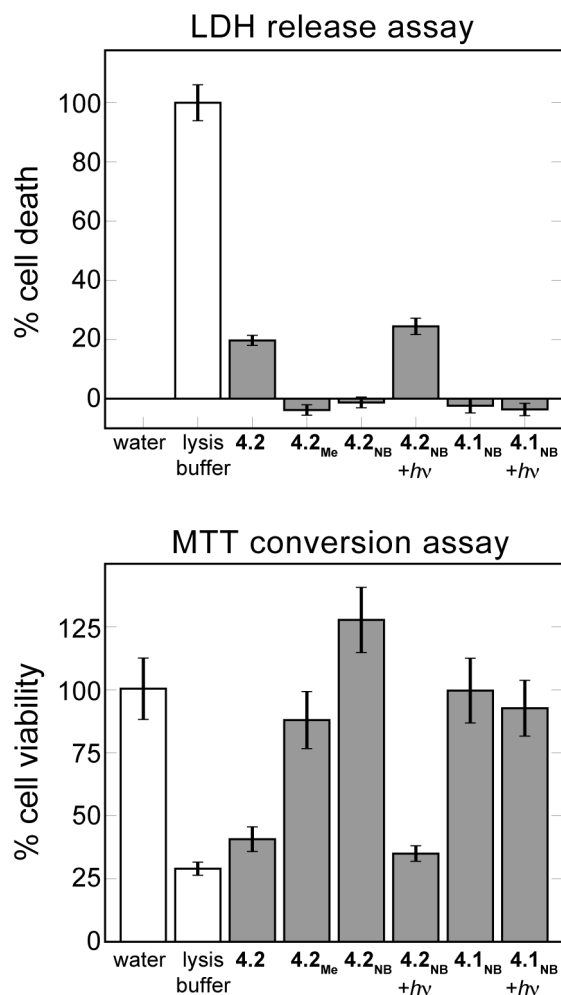 LDH release assay
% cell death
100
80
60
40
20
0
water lysis buffer 4.2 4.2Me 4.2NB 4.2NB +hν 4.1NB 4.1NB +hν
MTT conversion assay
% cell viability
125
100
75
50
25
0
water lysis buffer 4.2 4.2Me 4.2NB 4.2NB +hν 4.1NB 4.1NB +hν